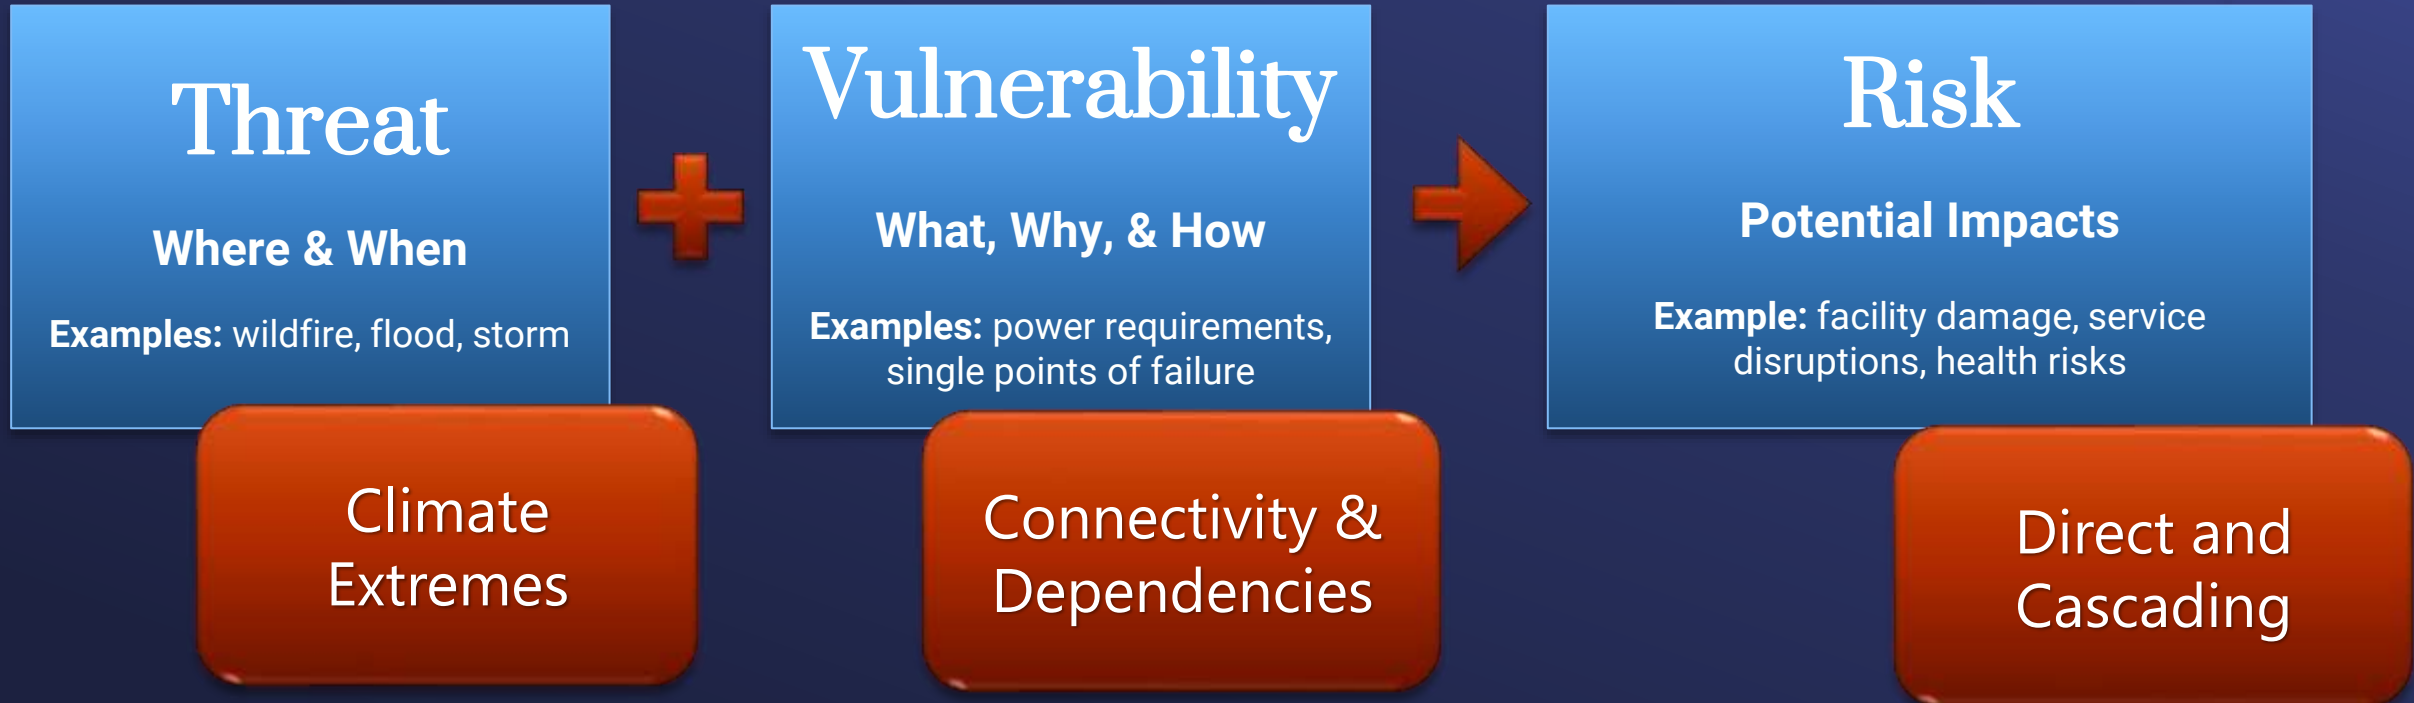 Threat
Where & When
Examples: wildfire, flood, storm
Climate
Extremes
Vulnerability
What, Why, & How
Examples: power requirements,
single points of failure
Connectivity &
Dependencies
Risk
Potential Impacts
Example: facility damage, service
disruptions, health risks
Direct and
Cascading